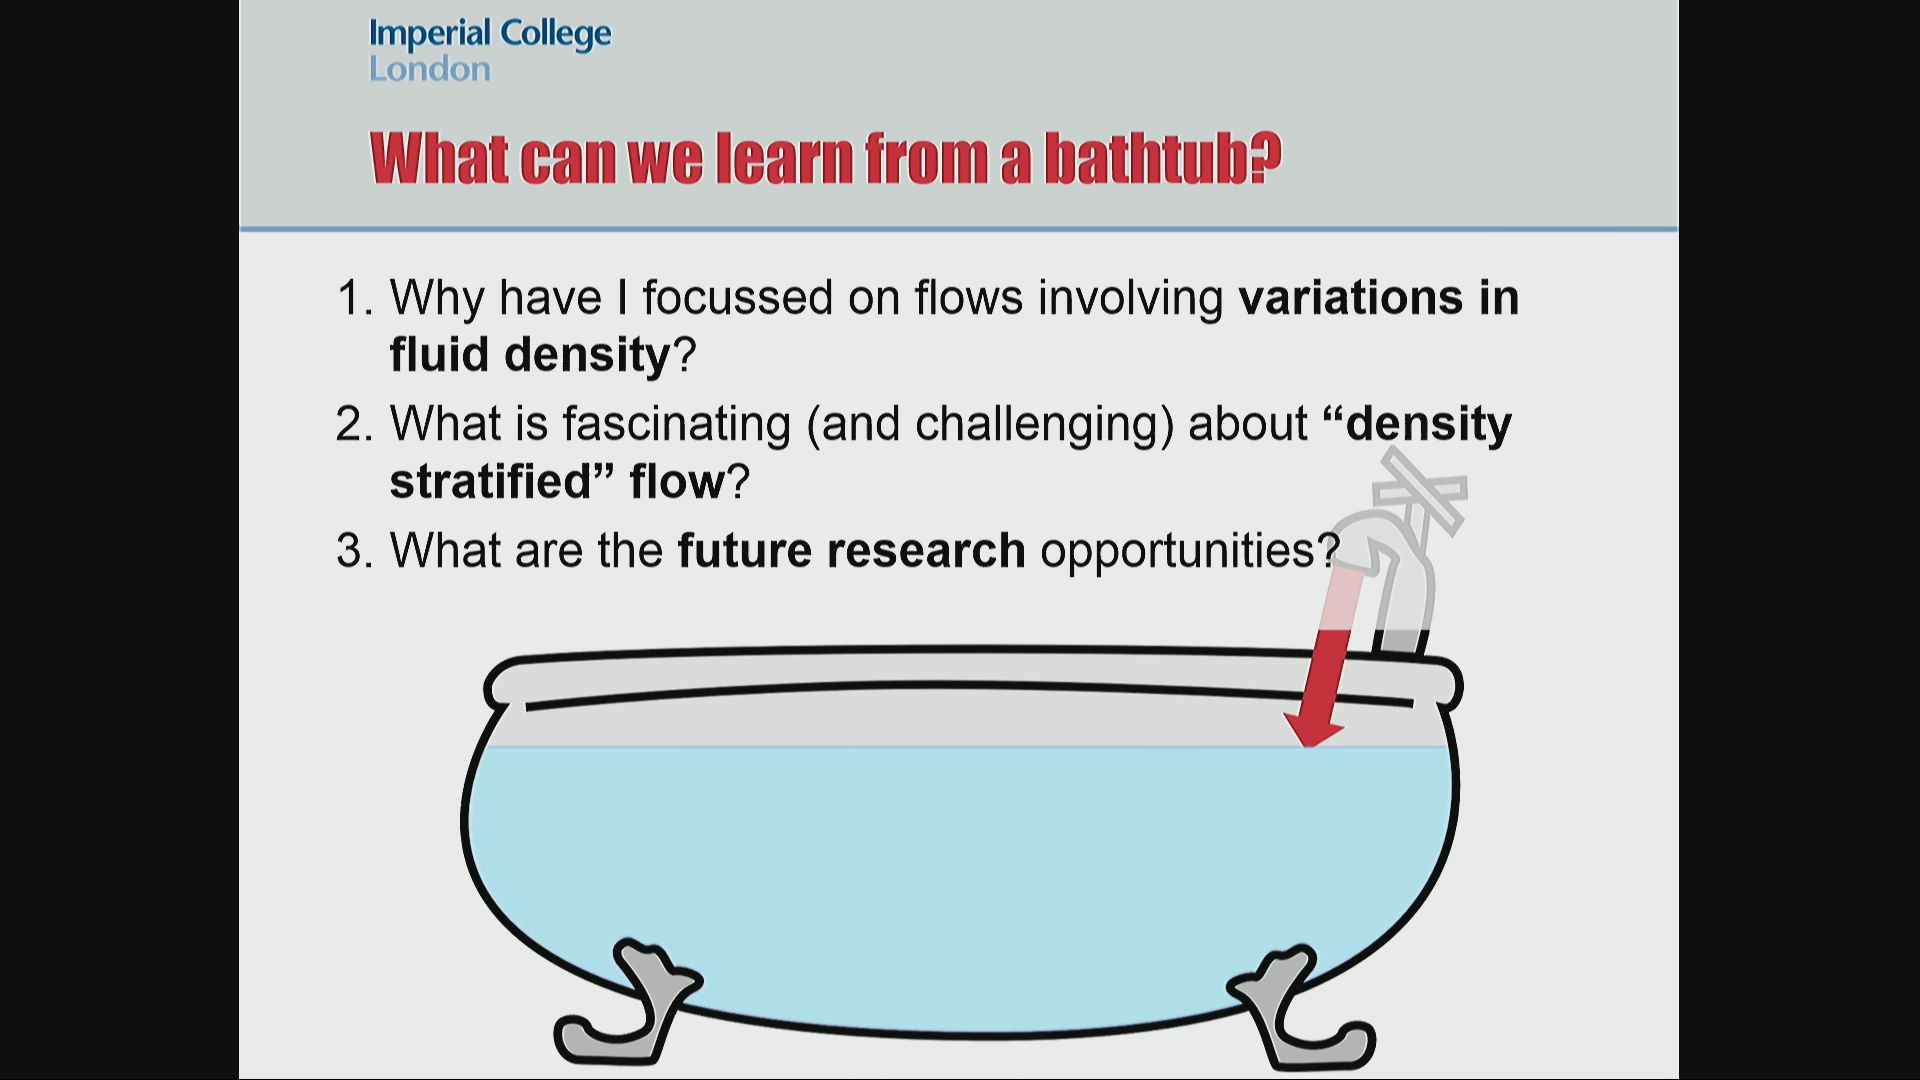 Imperial College
London
What can we learn from a bathtub?
1. Why have I focussed on flows involving variations in
fluid density?
2. What is fascinating (and challenging) about “density
stratified” flow?
3. What are the future research opportunities?